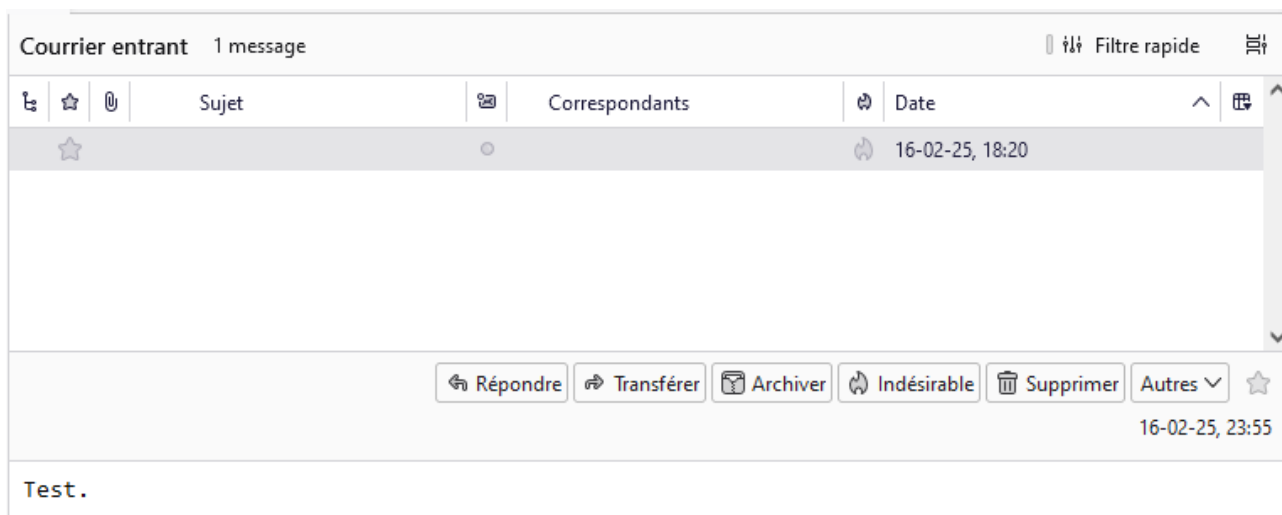 Courrier entrant 1 message Filtre rapide
Sujet Correspondants Date
16-02-25, 18:20
Répondre Transférer Archiver Indésirable Supprimer Autres
16-02-25, 23:55
Test.